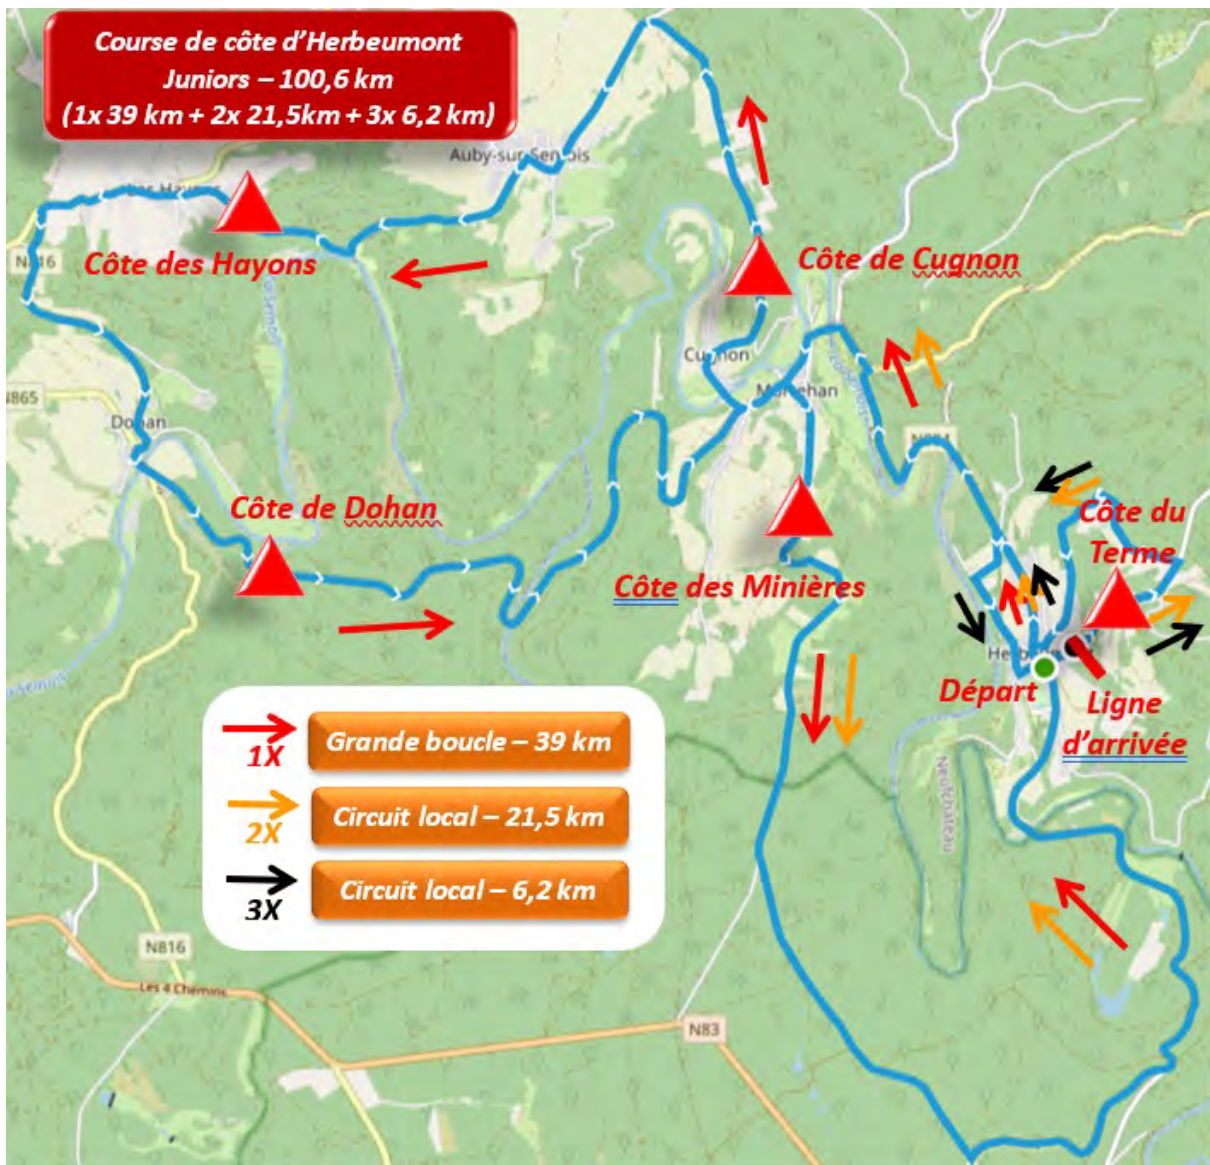 Course de côte d'Herbeumont
Juniors – 100,6 km
(1x 39 km + 2x 21,5km + 3x 6,2 km)
Auby-sur-Semois
Les Hayons
Côte des Hayons
N816
Côte de Cugnon
Cugnon
Mortehan
N865
Dohan
Côte de Dohan
Côte du
Terme
Côte des Minières
Départ
Ligne
d'arrivée
1X
Grande boucle – 39 km
2X
Circuit local – 21,5 km
3X
Circuit local – 6,2 km
Neufchâteau
N816
Les 4 Chemins
N83